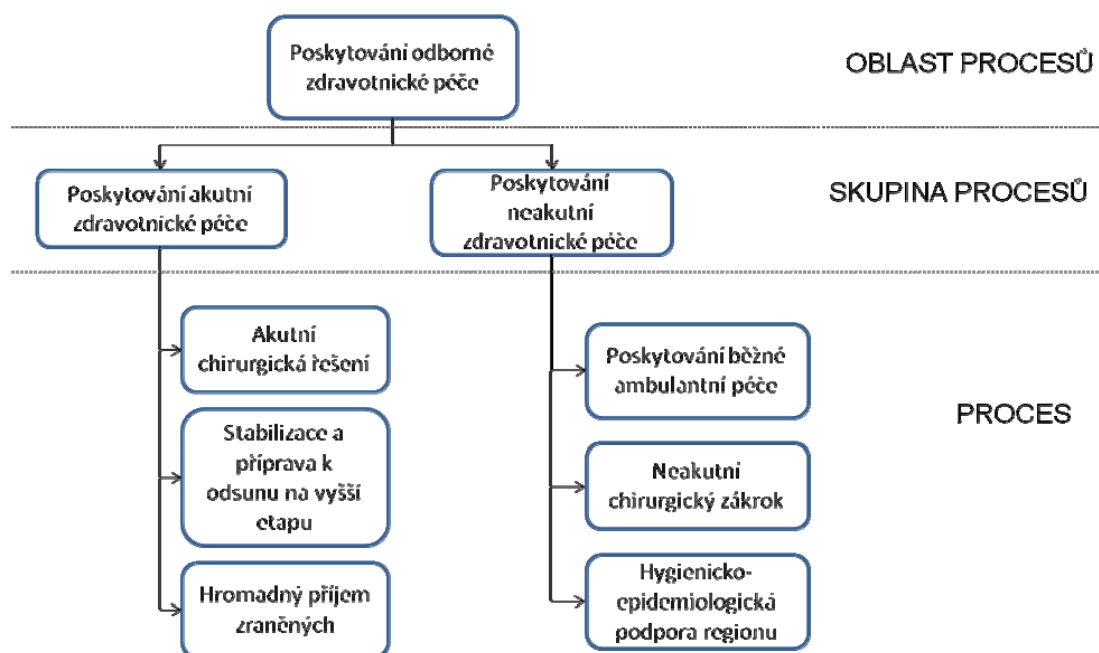 Poskytování odborné
zdravotnické péče
OBLAST PROCESŮ
Poskytování akutní
zdravotnické péče
Poskytování
neakutní
zdravotnické péče
SKUPINA PROCESŮ
Akutní
chirurgická řešení
Stabilizace a
příprava k
odsunu na vyšší
etapu
Hromadný příjem
zraněných
Poskytování běžné
ambulantní péče
Neakutní
chirurgický zákrok
Hygienicko-
epidemiologická
podpora regionu
PROCES